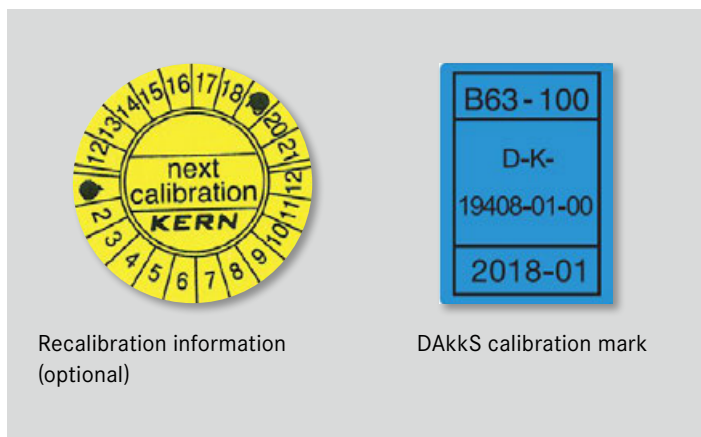 12 13 14 15 16 17 18 20 21
next
calibration
KERN
2 3 4 5 6 7 8 9 10 11 12
B63-100
D-K-
19408-01-00
2018-01
Recalibration information
(optional)
DAkkS calibration mark